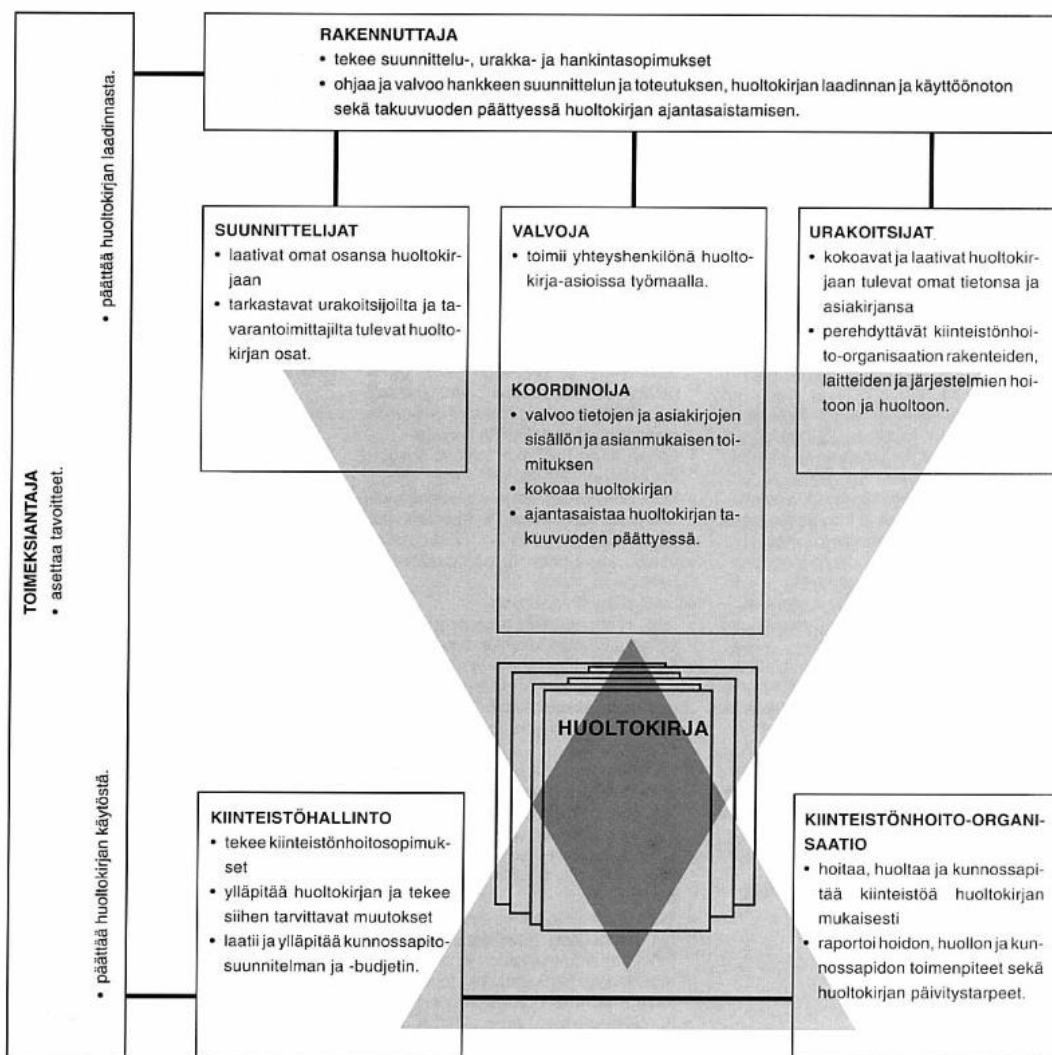 RAKENNUTTAJA
• tekee suunnittelu-, urakka- ja hankintasopimukset
• ohjaa ja valvoo hankkeen suunnittelun ja toteutuksen, huoltokirjan laadinnan ja käyttöönoton
sekä takuuvuoden päättyessä huoltokirjan ajantasaistamisen.
TOIMEKSIANTAJA
• asettaa tavoitteet.
• päättää huoltokirjan laadinnasta.
• päättää huoltokirjan käytöstä.
SUUNNITTELIJAT
• laativat omat osansa huoltokir-
jaan
• tarkastavat urakoitsijoilta ja ta-
varantoimittajilta tulevat huolto-
kirjan osat.
VALVOJA
• toimii yhteyshenkilönä huolto-
kirja-asioissa työmaalla.
KOORDINOIJA
• valvoo tietojen ja asiakirjojen
sisällön ja asianmukaisen toi-
mituksen
• kokoaa huoltokirjan
• ajantasaistaa huoltokirjan ta-
kuuvuoden päättyessä.
URAKOITSIJAT
• kokoavat ja laativat huoltokir-
jaan tulevat omat tietonsa ja
asiakirjansa
• perehdyttävät kiinteistönhoi-
to-organisaation rakenteiden,
laitteiden ja järjestelmien hoi-
toon ja huoltoon.
HUOLTOKIRJA
KIINTEISTÖHALLINTO
• tekee kiinteistönhoitosopimuk-
set
• ylläpitää huoltokirjan ja tekee
siihen tarvittavat muutokset
• laatii ja ylläpitää kunnossapito-
suunnitelman ja -budjetin.
KIINTEISTÖNHOITO-ORGANI-
SAATIO
• hoitaa, huoltaa ja kunnossapi-
tää kiinteistöä huoltokirjan
mukaisesti
• raportoi hoidon, huollon ja kun-
nossapidon toimenpiteet sekä
huoltokirjan päivitystarpeet.